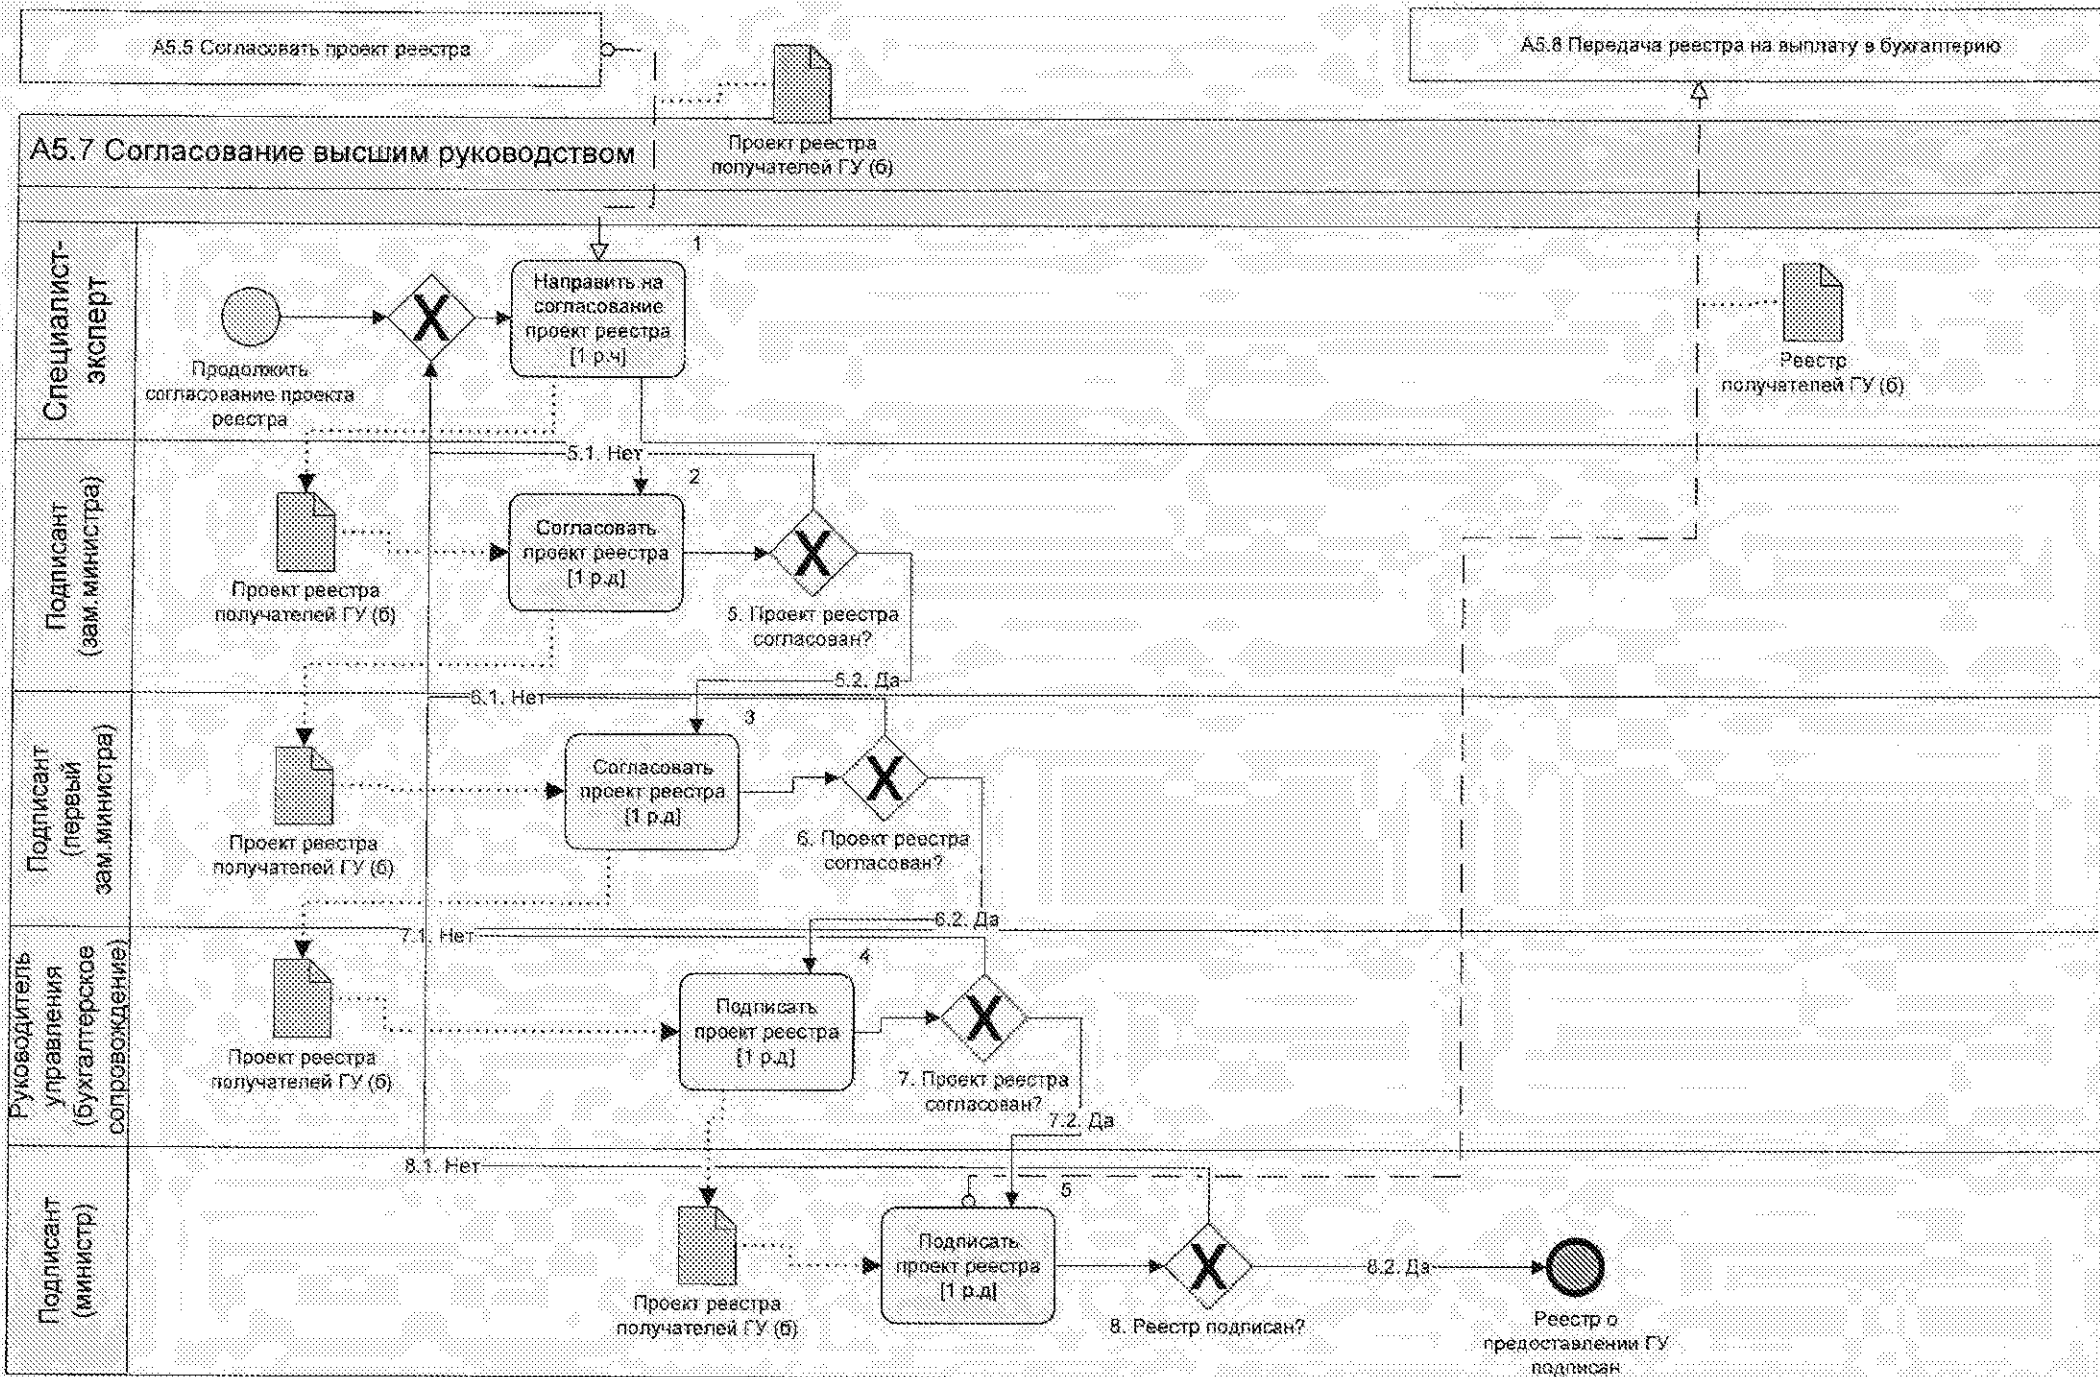 А5.5 Согласовать проект реестра
А5.8 Передача реестра на выплату в бухгалтерию
Проект реестра
получателей ГУ (б)
А5.7 Согласование высшим руководством
Специалист-
эксперт
Продолжить
согласование проекта
реестра
1
Направить на
согласование
проект реестра
[1 р.ч]
Реестр
получателей ГУ (б)
Подписант
(зам.министра)
5.1. Нет
2
Проект реестра
получателей ГУ (б)
Согласовать
проект реестра
[1 р.д]
5. Проект реестра
согласован?
5.2. Да
Подписант
(первый
зам.министра)
6.1. Нет
3
Проект реестра
получателей ГУ (б)
Согласовать
проект реестра
[1 р.д]
6. Проект реестра
согласован?
6.2. Да
Руководитель
управления
(бухгалтерское
сопровождение)
7.1. Нет
4
Проект реестра
получателей ГУ (б)
Подписать
проект реестра
[1 р.д]
7. Проект реестра
согласован?
7.2. Да
Подписант
(министр)
8.1. Нет
5
Проект реестра
получателей ГУ (б)
Подписать
проект реестра
[1 р.д]
8. Реестр подписан?
8.2. Да
Реестр о
предоставлении ГУ
подписан